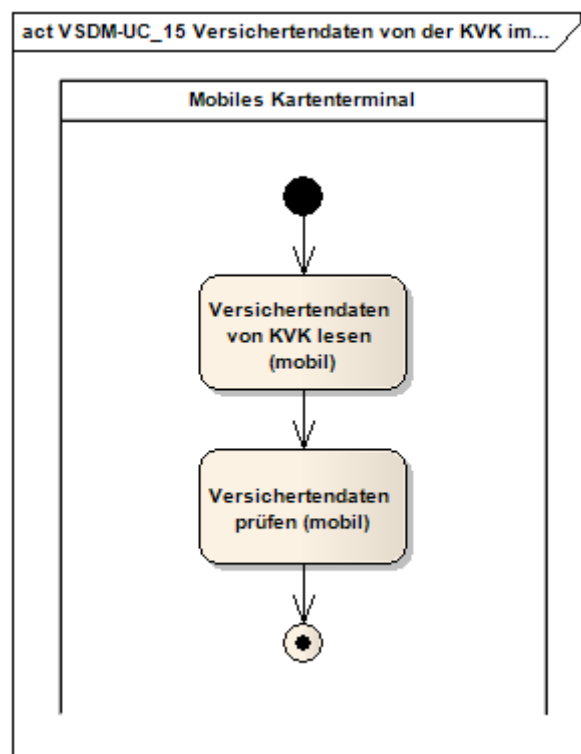 act VSDM-UC_15 Versichertendaten von der KVK im...
Mobiles Kartenterminal
Versichertendaten
von KVK lesen
(mobil)
Versichertendaten
prüfen (mobil)